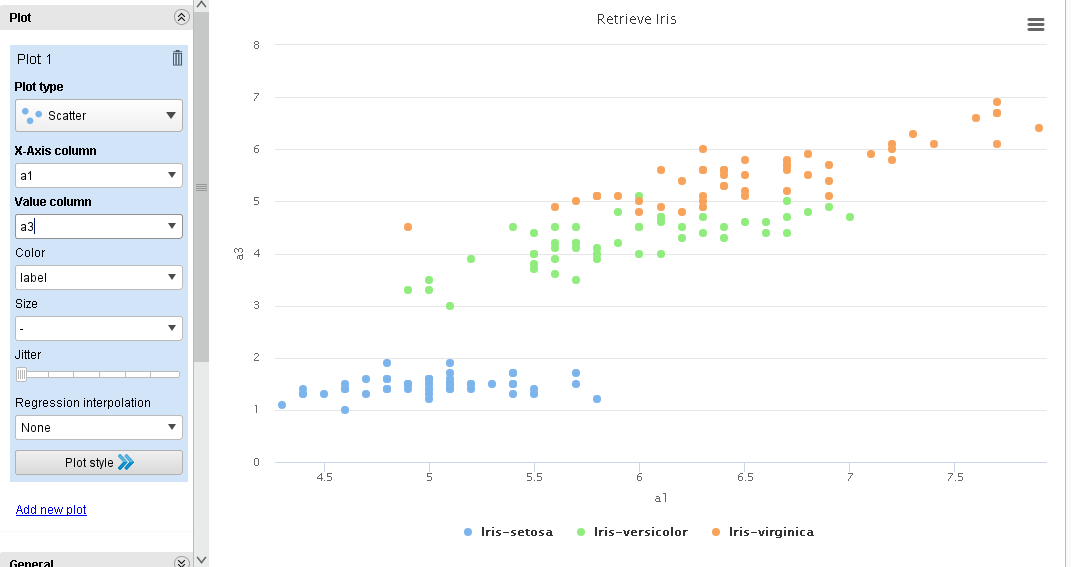 Plot
Plot 1
Plot type
Scatter
X-Axis column
a1
Value column
a3
Color
label
Size
-
Jitter
Regression interpolation
None
Plot style
Add new plot
General
Retrieve Iris
8
7
6
5
4
3
2
1
0
a3
4.5 5 5.5 6 6.5 7 7.5
a1
Iris-setosa Iris-versicolor Iris-virginica